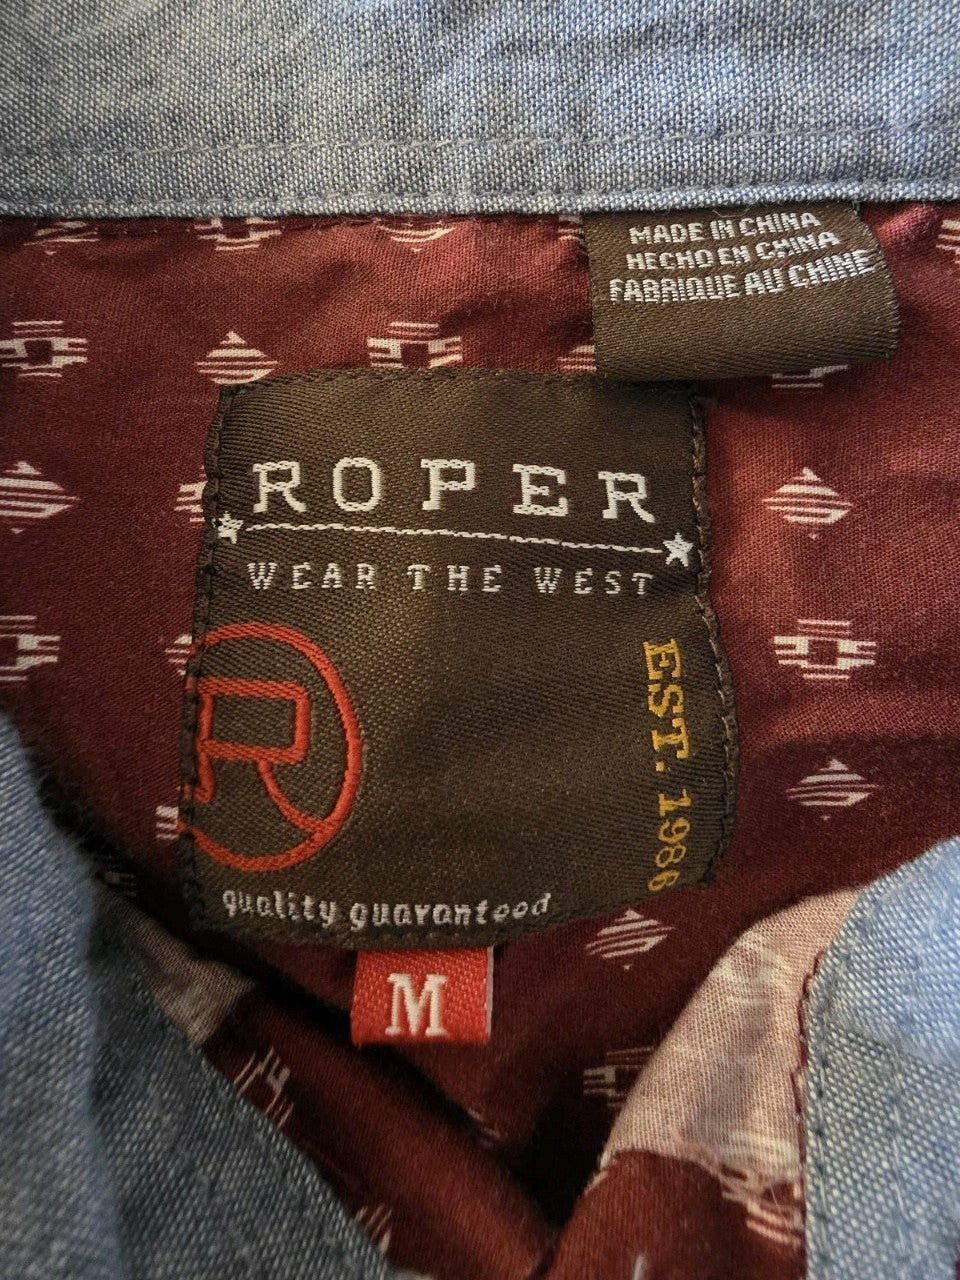 MADE IN CHINA
HECHO EN CHINA
FABRIQUE AU CHINE
ROPER
WEAR THE WEST
EST. 1986
R
quality guaranteed
M